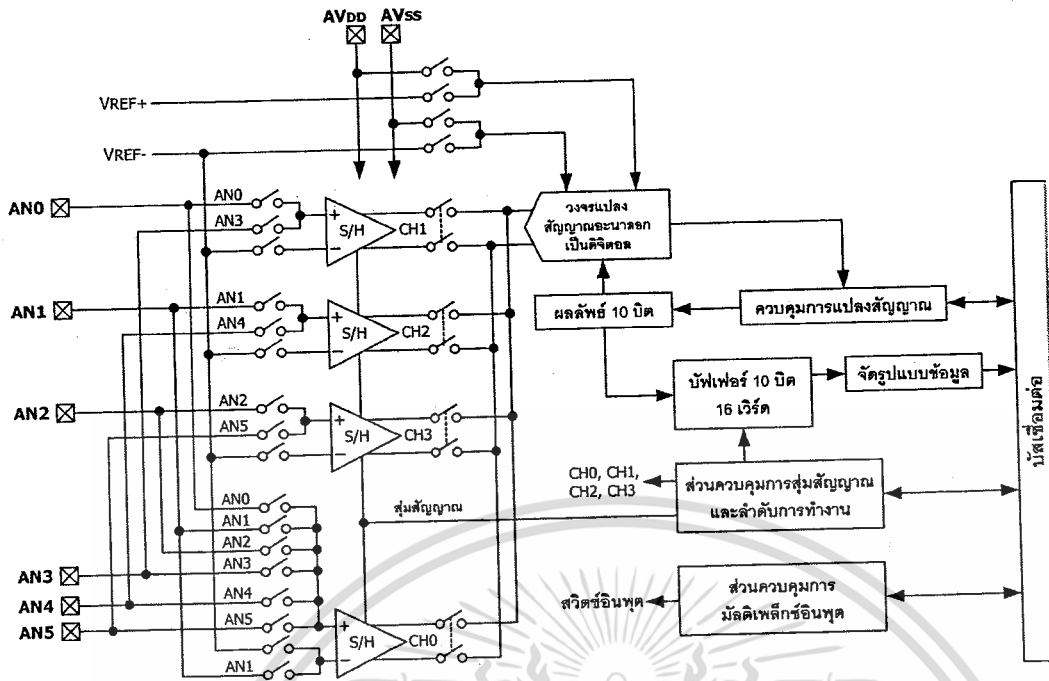 AVDD AVSS
VREF+
VREF-
AN0
AN0
AN3
+
S/H
−
CH1
วงจรแปลง
สัญญาณอะนาลอก
เป็นดิจิตอล
AN1
AN1
AN4
+
S/H
−
CH2
ผลลัพธ์ 10 บิต
ควบคุมการแปลงสัญญาณ
บัฟเฟอร์ 10 บิต
16 เวิร์ด
จัดรูปแบบข้อมูล
AN2
AN2
AN5
+
S/H
−
CH3
CH0, CH1,
CH2, CH3
ส่วนควบคุมการสุ่มสัญญาณ
และลำดับการทำงาน
สุ่มสัญญาณ
AN0
AN1
AN2
AN3
AN4
AN5
AN3
AN4
AN5
+
S/H
−
CH0
AN1
สวิตช์อินพุต
ส่วนควบคุมการ
มัลติเพล็กซ์อินพุต
บัสเชื่อมต่อ